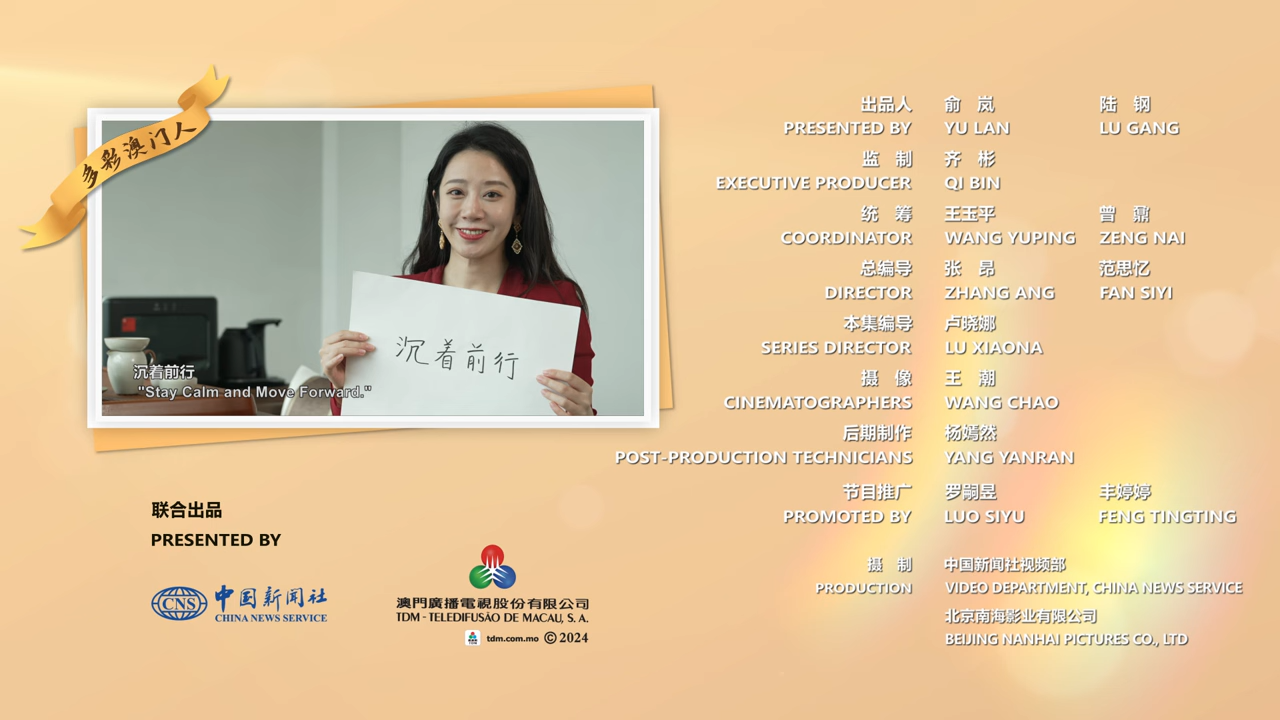 多彩澳门人
沉着前行
沉着前行
"Stay Calm and Move Forward."
出品人 俞 岚 陆 钢
PRESENTED BY YU LAN LU GANG
监 制 齐 彬
EXECUTIVE PRODUCER QI BIN
统 筹 王玉平 曾 鼐
COORDINATOR WANG YUPING ZENG NAI
总编导 张 昂 范思忆
DIRECTOR ZHANG ANG FAN SIYI
本集编导 卢晓娜
SERIES DIRECTOR LU XIAONA
摄 像 王 潮
CINEMATOGRAPHERS WANG CHAO
后期制作 杨嫣然
POST-PRODUCTION TECHNICIANS YANG YANRAN
节目推广 罗嗣昱 丰婷婷
PROMOTED BY LUO SIYU FENG TINGTING
摄 制 中国新闻社视频部
PRODUCTION VIDEO DEPARTMENT, CHINA NEWS SERVICE
北京南海影业有限公司
BEIJING NANHAI PICTURES CO., LTD
联合出品
PRESENTED BY
CNS 中国新闻社
CHINA NEWS SERVICE
澳門廣播電視股份有限公司
TDM - TELEDIFUSÃO DE MACAU, S. A.
tdm.com.mo © 2024